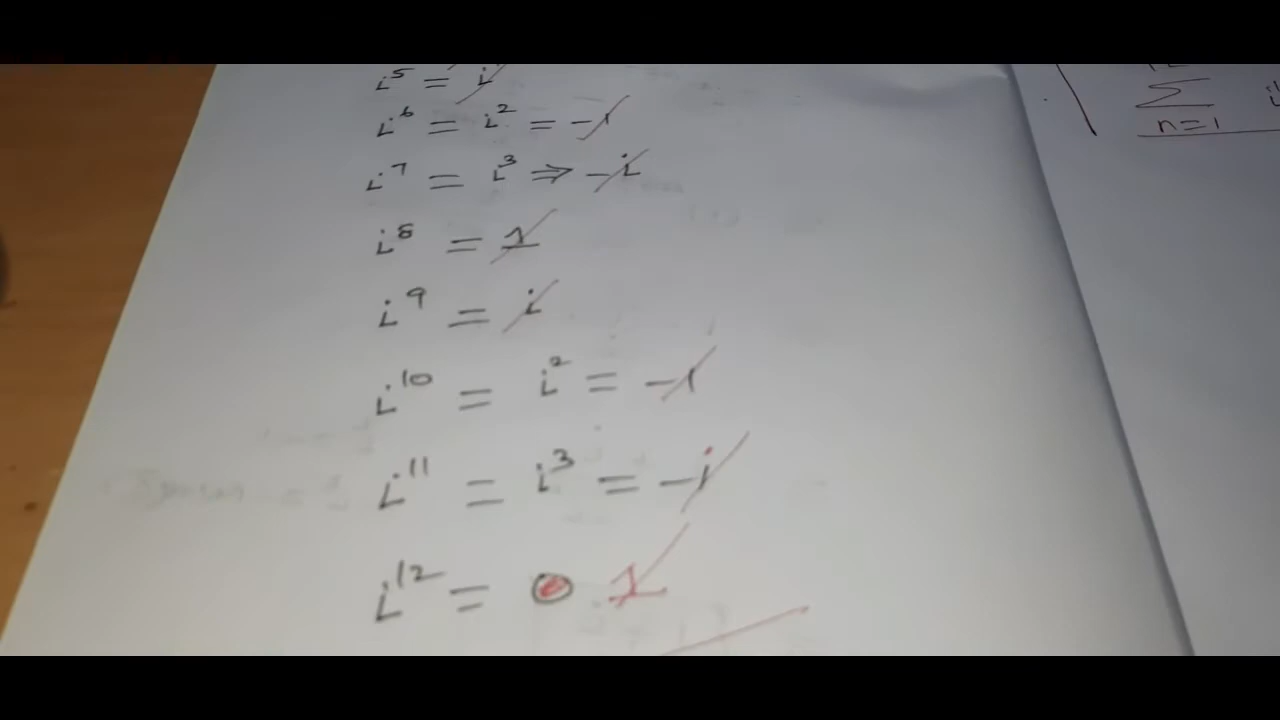 i⁵ = i
i⁶ = i² = -1
i⁷ = i³ ⇒ -i
i⁸ = 1
i⁹ = i
i¹⁰ = i² = -1
i¹¹ = i³ = -i
i¹² = 1
∑
n=1